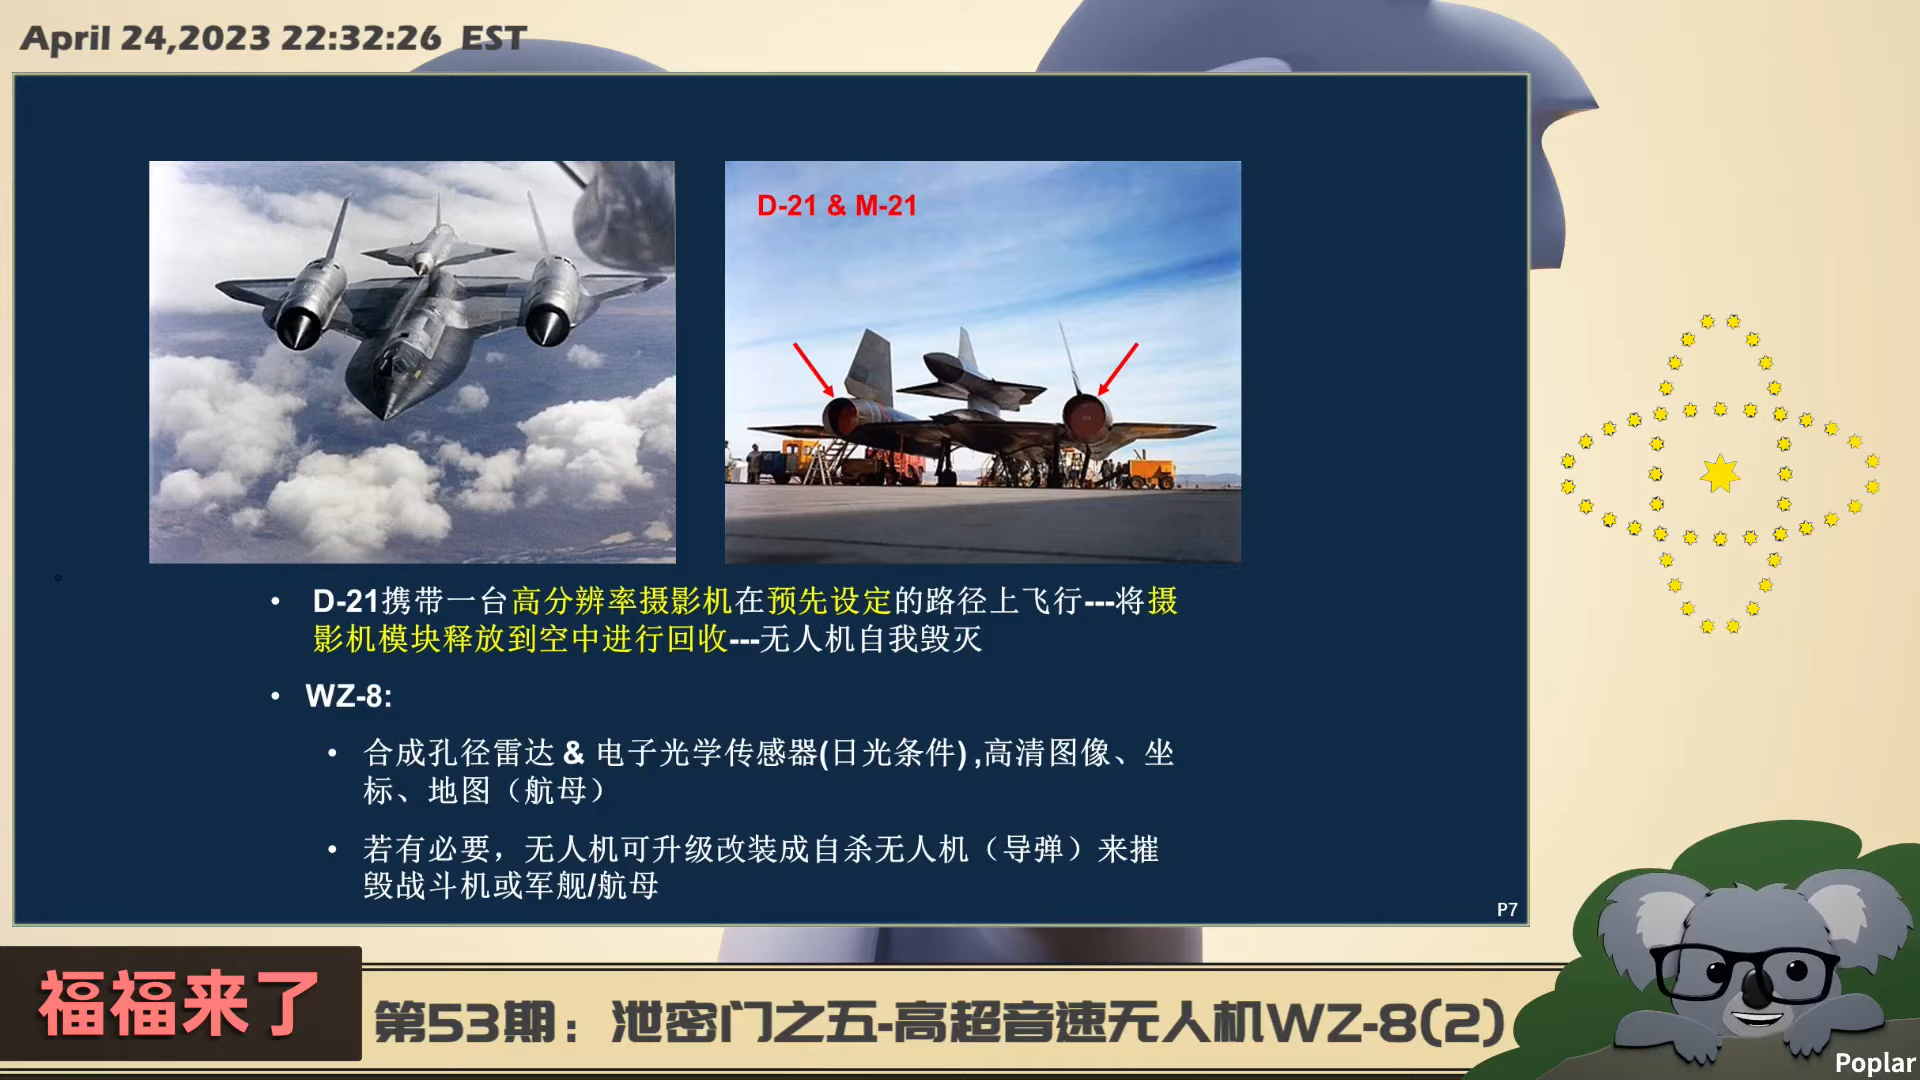 April 24,2023 22:32:26 EST
D-21 & M-21
• D-21携带一台高分辨率摄影机在预先设定的路径上飞行---将摄
影机模块释放到空中进行回收---无人机自我毁灭
• WZ-8:
• 合成孔径雷达 & 电子光学传感器(日光条件) ,高清图像、坐
标、地图（航母）
• 若有必要，无人机可升级改装成自杀无人机（导弹）来摧
毁战斗机或军舰/航母
P7
福福来了
第53期：泄密门之五-高超音速无人机WZ-8(2)
Poplar